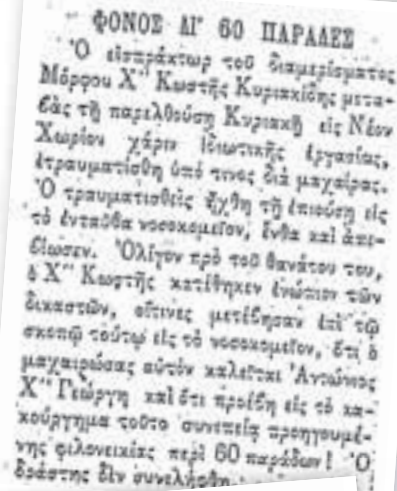 ΦΟΝΟΣ ΔΙ' 60 ΠΑΡΑΔΕΣ
Ὁ εἰσπράκτωρ τοῦ διαμερίσματος
Μόρφου Χ" Κωστῆς Κυριακίδης μετα-
βὰς τῇ παρελθούσῃ Κυριακῇ εἰς Νέον
Χωρίον χάριν ἰδιωτικῆς ἐργασίας,
ἐτραυματίσθη ὑπό τινος διὰ μαχαίρας.
Ὁ τραυματισθεὶς ἤχθη τῇ ἐπιούσῃ εἰς
τὸ ἐνταῦθα νοσοκομεῖον, ἔνθα καὶ ἀπε-
βίωσεν. Ὀλίγον πρὸ τοῦ θανάτου του,
ὁ Χ" Κωστῆς κατέθηκεν ἐνώπιον τῶν
δικαστῶν, οἵτινες μετέβησαν ἐπὶ τῷ
σκοπῷ τούτῳ εἰς τὸ νοσοκομεῖον, ὅτι ὁ
μαχαιρώσας αὐτὸν καλεῖται Ἀντώνιος
Χ" Γεώργη καὶ ὅτι προέβη εἰς τὸ κα-
κούργημα τοῦτο συνεπείᾳ προηγουμέ-
νης φιλονεικίας περὶ 60 παράδων! Ὁ
δράστης δὲν συνελήφθη